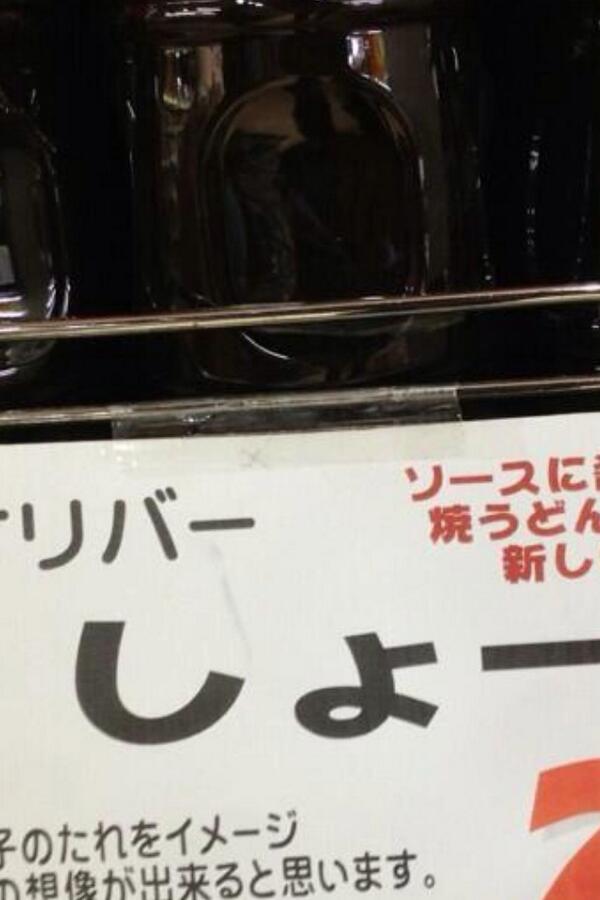 リバー
ソースに
焼うどん
新し
しょー
子のたれをイメージ
の想像が出来ると思います。